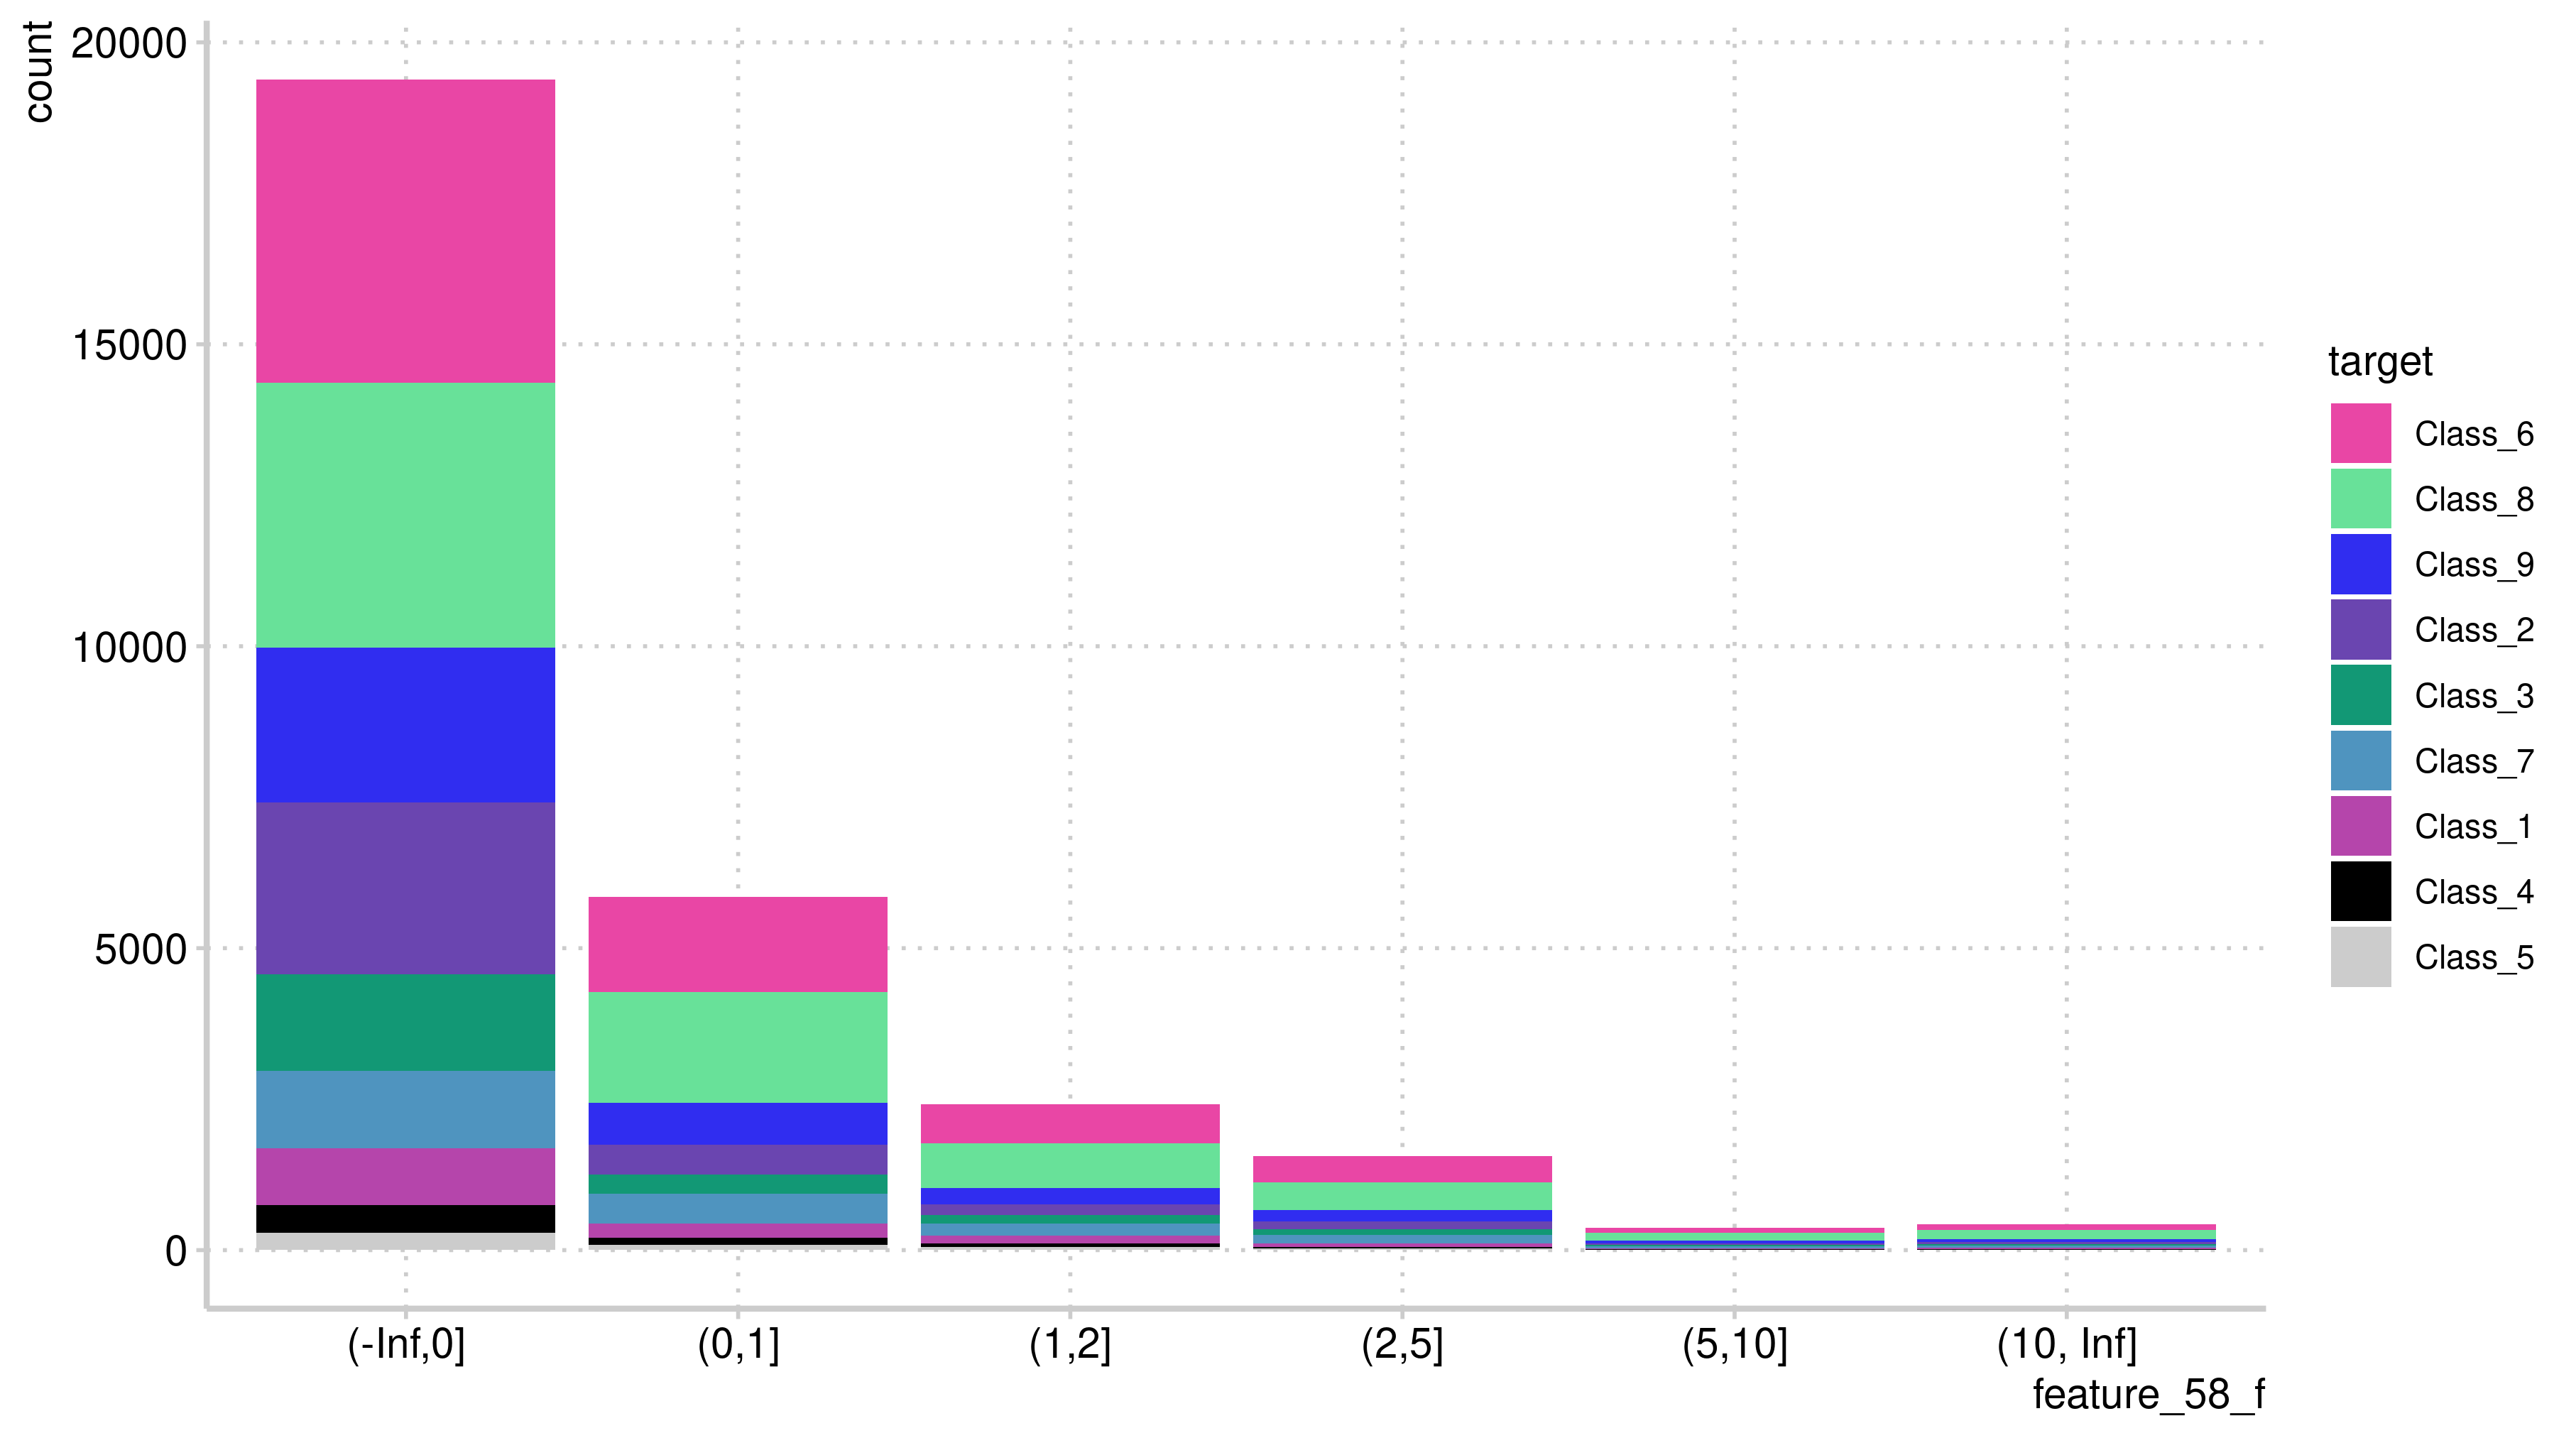 count
20000
15000
10000
5000
0
(-Inf,0]
(0,1]
(1,2]
(2,5]
(5,10]
(10, Inf]
feature_58_f
target
Class_6
Class_8
Class_9
Class_2
Class_3
Class_7
Class_1
Class_4
Class_5